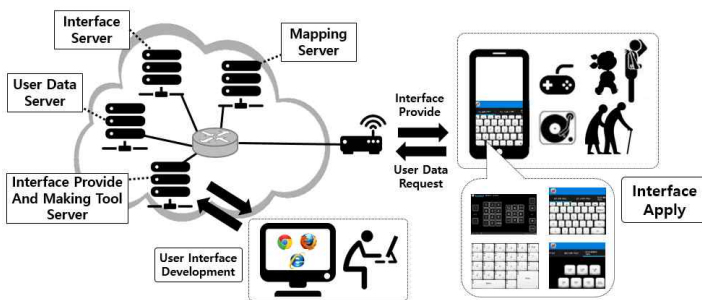 Interface
Server
Mapping
Server
User Data
Server
Interface Provide
And Making Tool
Server
Interface
Provide
User Data
Request
User Interface
Development
Interface
Apply